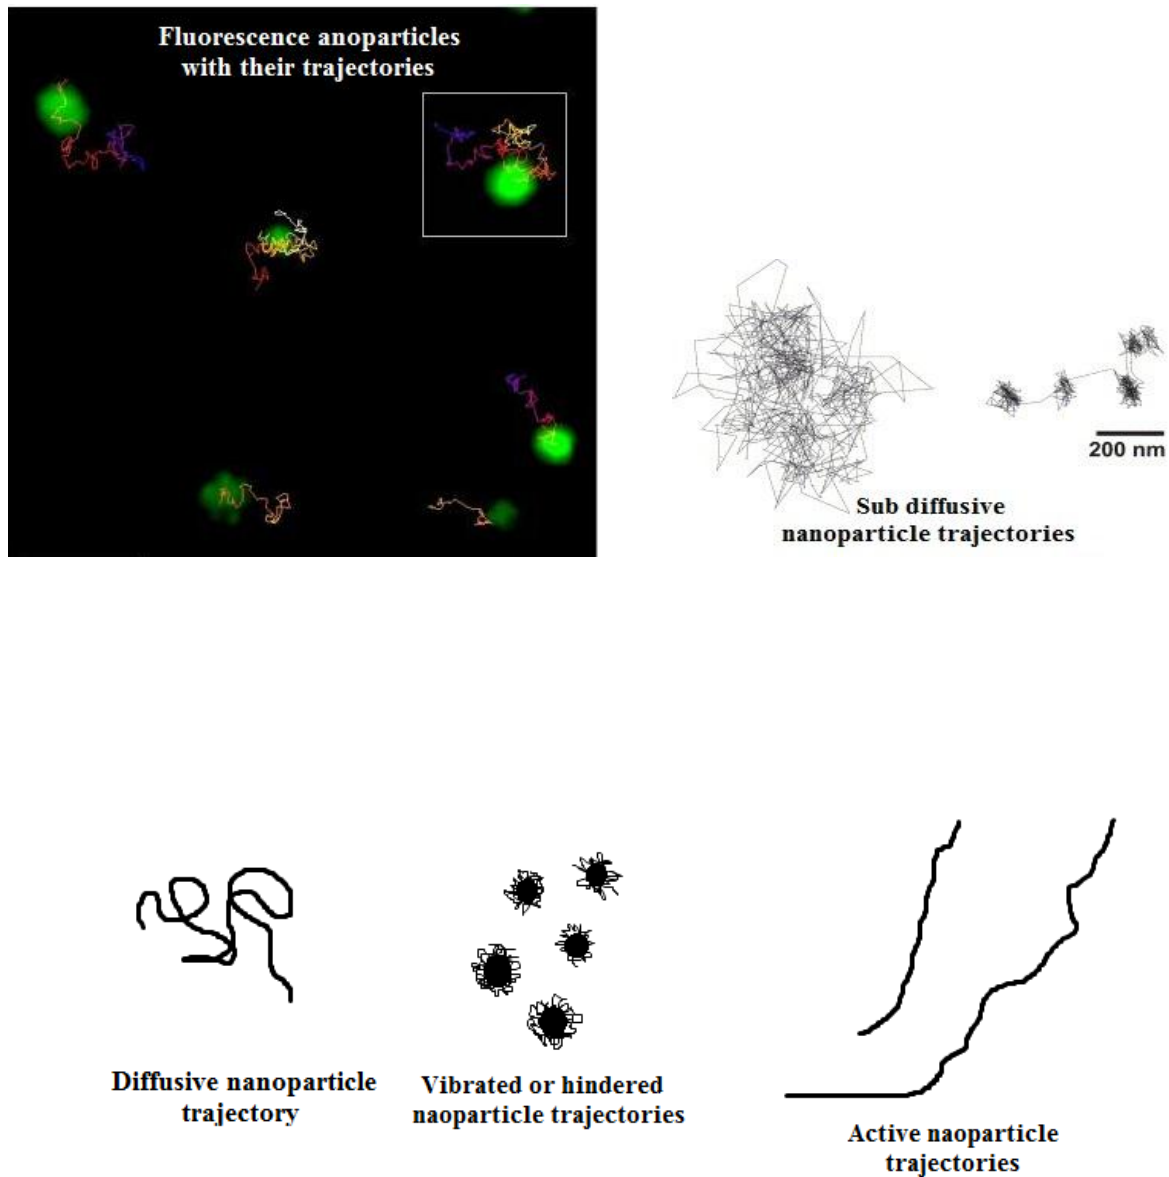 Fluorescence anoparticles
with their trajectories
200 nm
Sub diffusive
nanoparticle trajectories
Diffusive nanoparticle
trajectory
Vibrated or hindered
naoparticle trajectories
Active naoparticle
trajectories